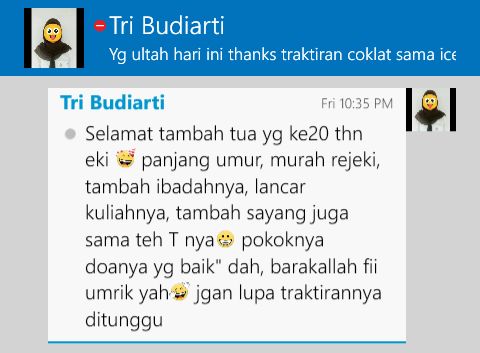 Tri Budiarti
Yg ultah hari ini thanks traktiran coklat sama ice
Tri Budiarti
Fri 10:35 PM
Selamat tambah tua yg ke20 thn
eki 🥳 panjang umur, murah rejeki,
tambah ibadahnya, lancar
kuliahnya, tambah sayang juga
sama teh T nya😬 pokoknya
doanya yg baik" dah, barakallah fii
umrik yah🤣 jgan lupa traktirannya
ditunggu